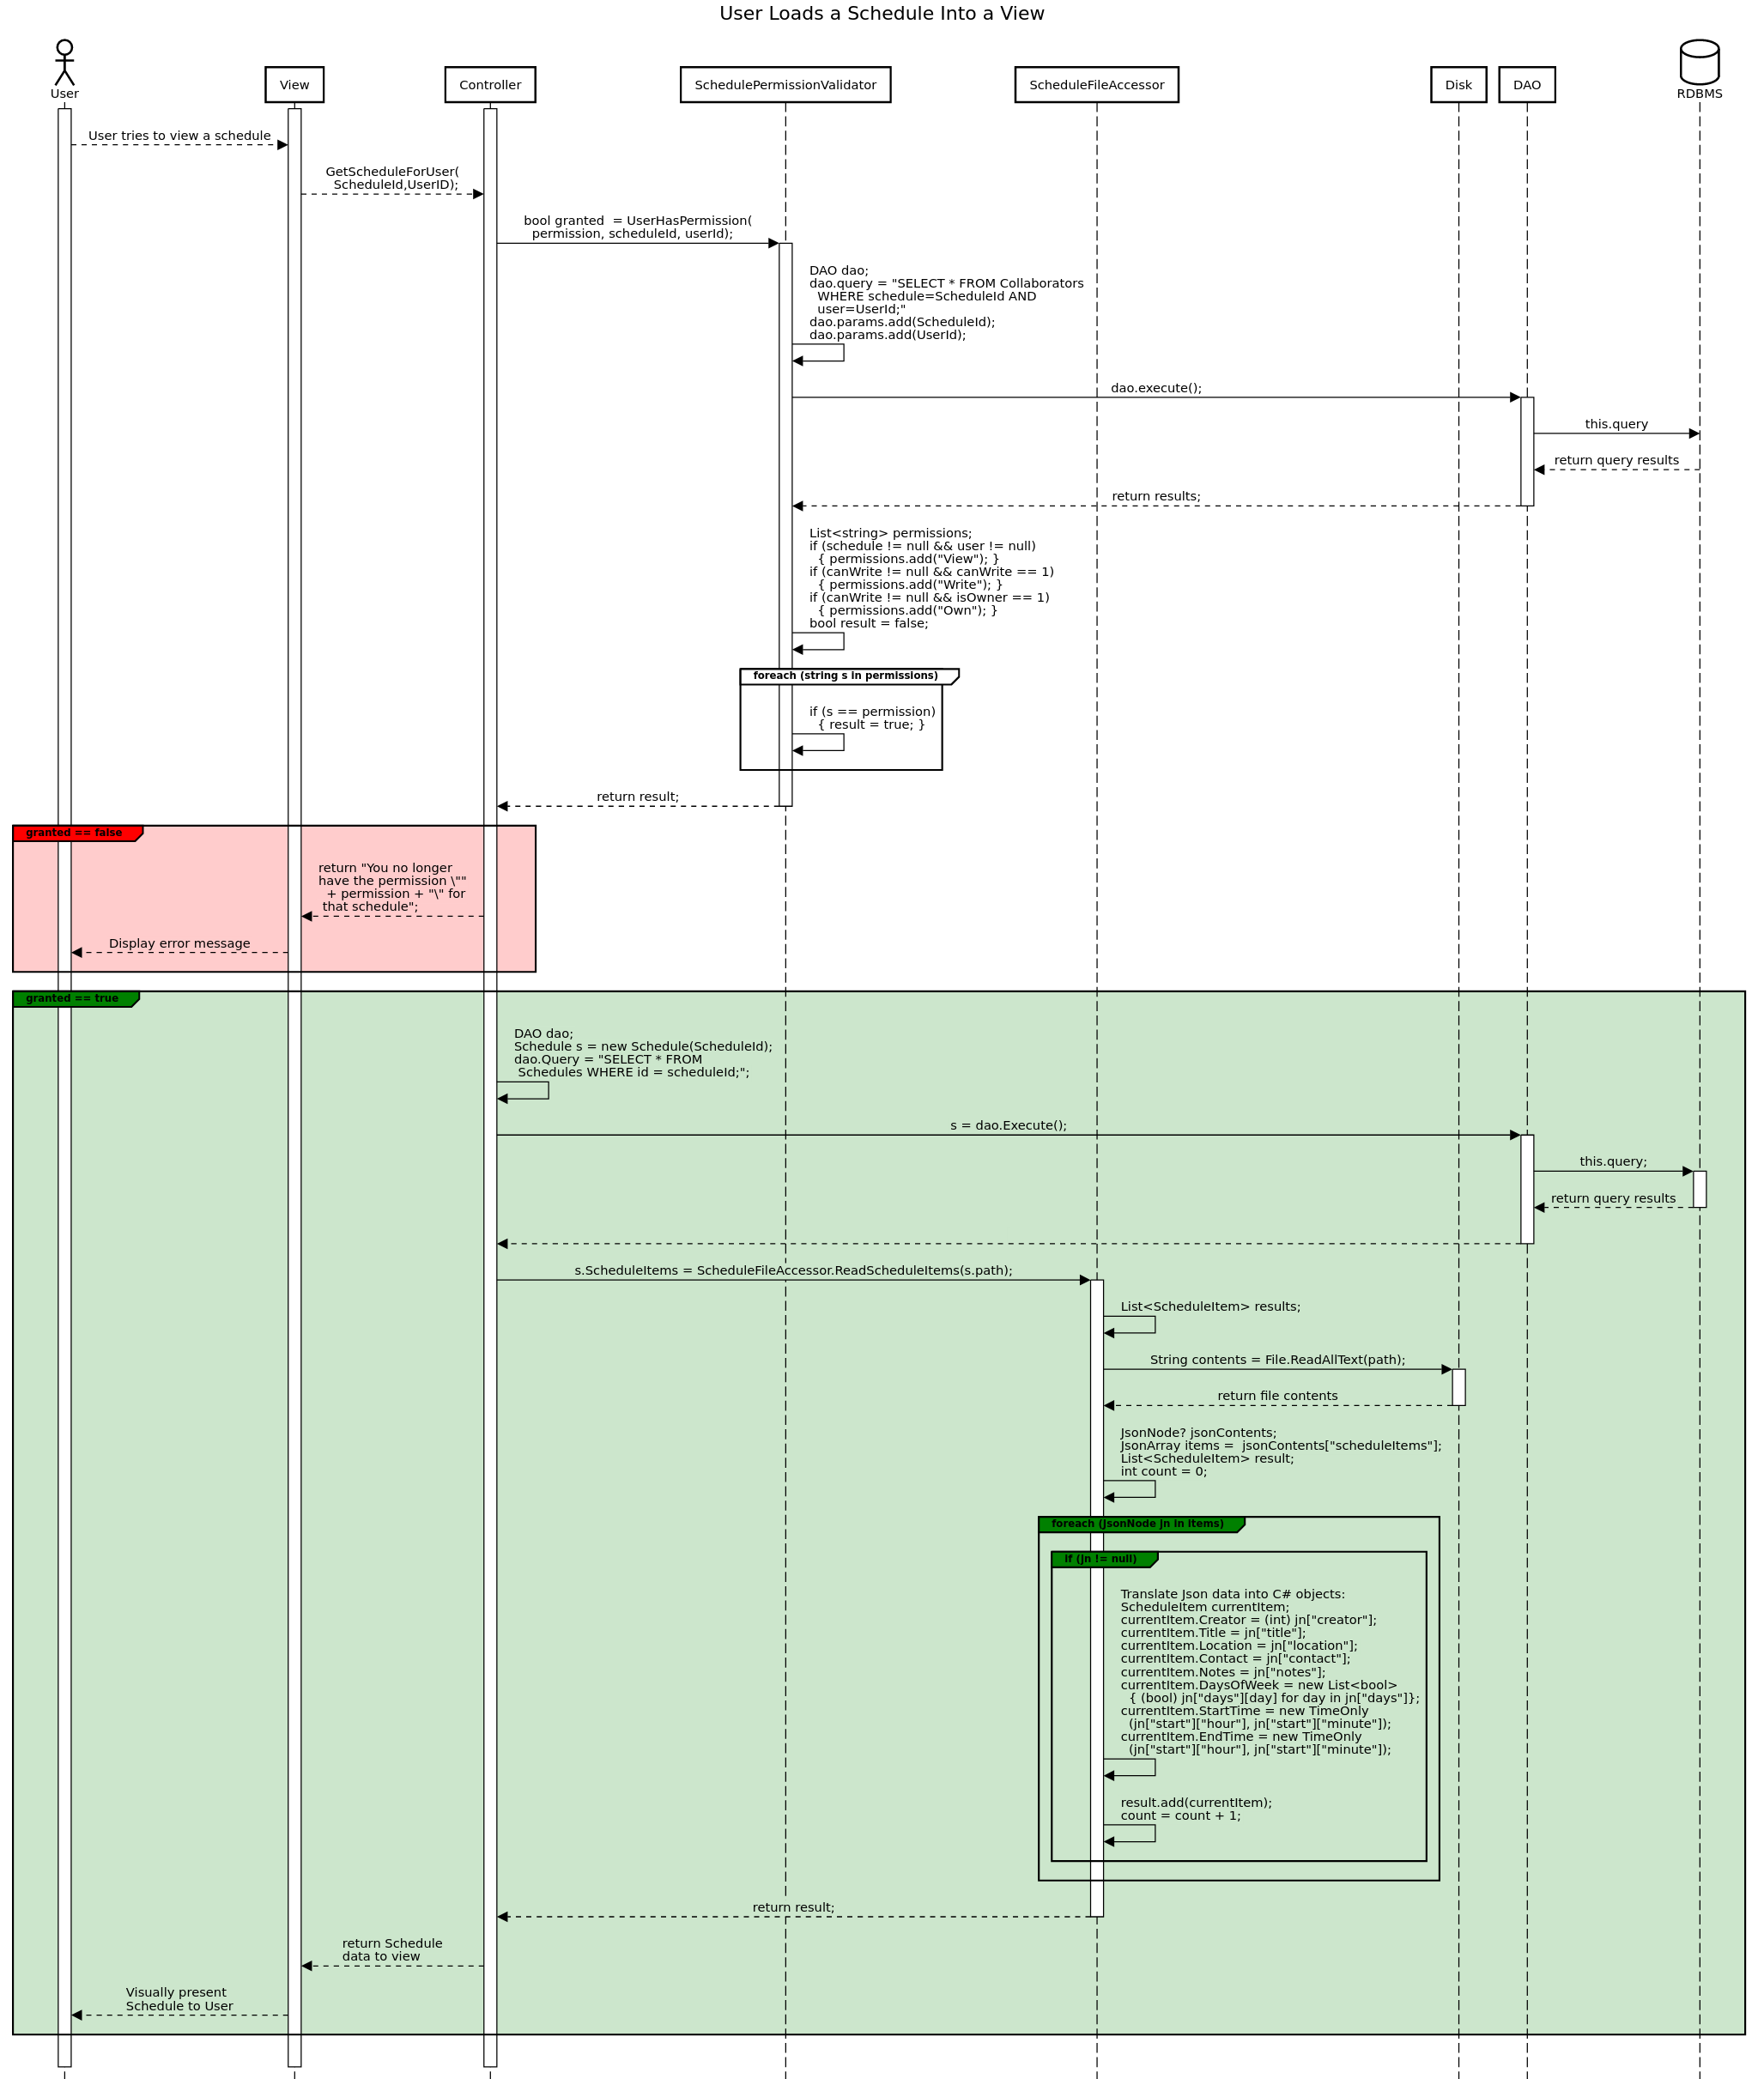 User Loads a Schedule Into a View
User
View
Controller
SchedulePermissionValidator
ScheduleFileAccessor
Disk
DAO
RDBMS
User tries to view a schedule
GetScheduleForUser(
ScheduleId,UserID);
bool granted  = UserHasPermission(
permission, scheduleId, userId);
DAO dao;
dao.query = "SELECT * FROM Collaborators
WHERE schedule=ScheduleId AND
user=UserId;"
dao.params.add(ScheduleId);
dao.params.add(UserId);
dao.execute();
this.query
return query results
return results;
List<string> permissions;
if (schedule != null && user != null)
{ permissions.add("View"); }
if (canWrite != null && canWrite == 1)
{ permissions.add("Write"); }
if (canWrite != null && isOwner == 1)
{ permissions.add("Own"); }
bool result = false;
foreach (string s in permissions)
if (s == permission)
{ result = true; }
return result;
granted == false
return "You no longer
have the permission \""
+ permission + "\" for
that schedule";
Display error message
granted == true
DAO dao;
Schedule s = new Schedule(ScheduleId);
dao.Query = "SELECT * FROM
Schedules WHERE id = scheduleId;";
s = dao.Execute();
this.query;
return query results
s.ScheduleItems = ScheduleFileAccessor.ReadScheduleItems(s.path);
List<ScheduleItem> results;
String contents = File.ReadAllText(path);
return file contents
JsonNode? jsonContents;
JsonArray items =  jsonContents["scheduleItems"];
List<ScheduleItem> result;
int count = 0;
foreach (JsonNode jn in items)
if (jn != null)
Translate Json data into C# objects:
ScheduleItem currentItem;
currentItem.Creator = (int) jn["creator"];
currentItem.Title = jn["title"];
currentItem.Location = jn["location"];
currentItem.Contact = jn["contact"];
currentItem.Notes = jn["notes"];
currentItem.DaysOfWeek = new List<bool>
{ (bool) jn["days"][day] for day in jn["days"]};
currentItem.StartTime = new TimeOnly
(jn["start"]["hour"], jn["start"]["minute"]);
currentItem.EndTime = new TimeOnly
(jn["start"]["hour"], jn["start"]["minute"]);
result.add(currentItem);
count = count + 1;
return result;
return Schedule
data to view
Visually present
Schedule to User